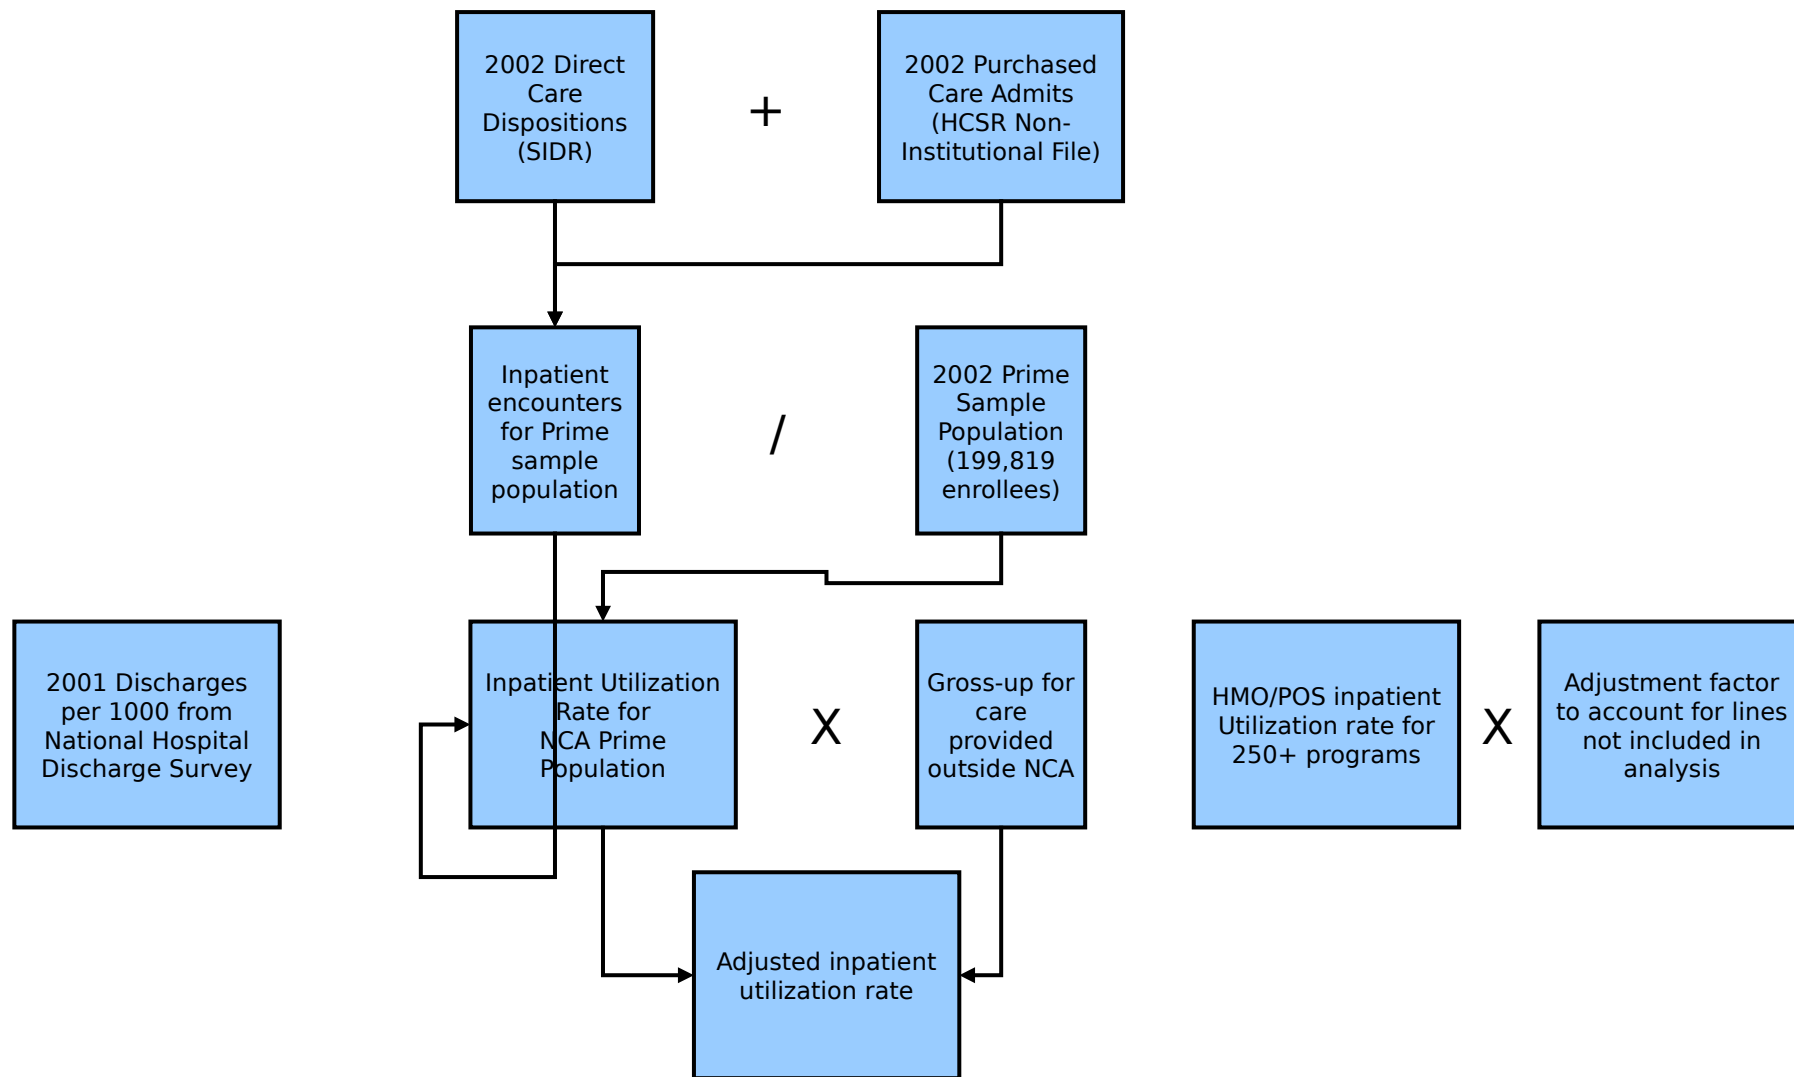 2002 Direct
Care
Dispositions
(SIDR)
+
2002 Purchased
Care Admits
(HCSR Non-
Institutional File)
Inpatient
encounters
for Prime
sample
population
/
2002 Prime
Sample
Population
(199,819
enrollees)
2001 Discharges
per 1000 from
National Hospital
Discharge Survey
Inpatient Utilization
Rate for
NCA Prime
Population
X
Gross-up for
care
provided
outside NCA
HMO/POS inpatient
Utilization rate for
250+ programs
X
Adjustment factor
to account for lines
not included in
analysis
Adjusted inpatient
utilization rate